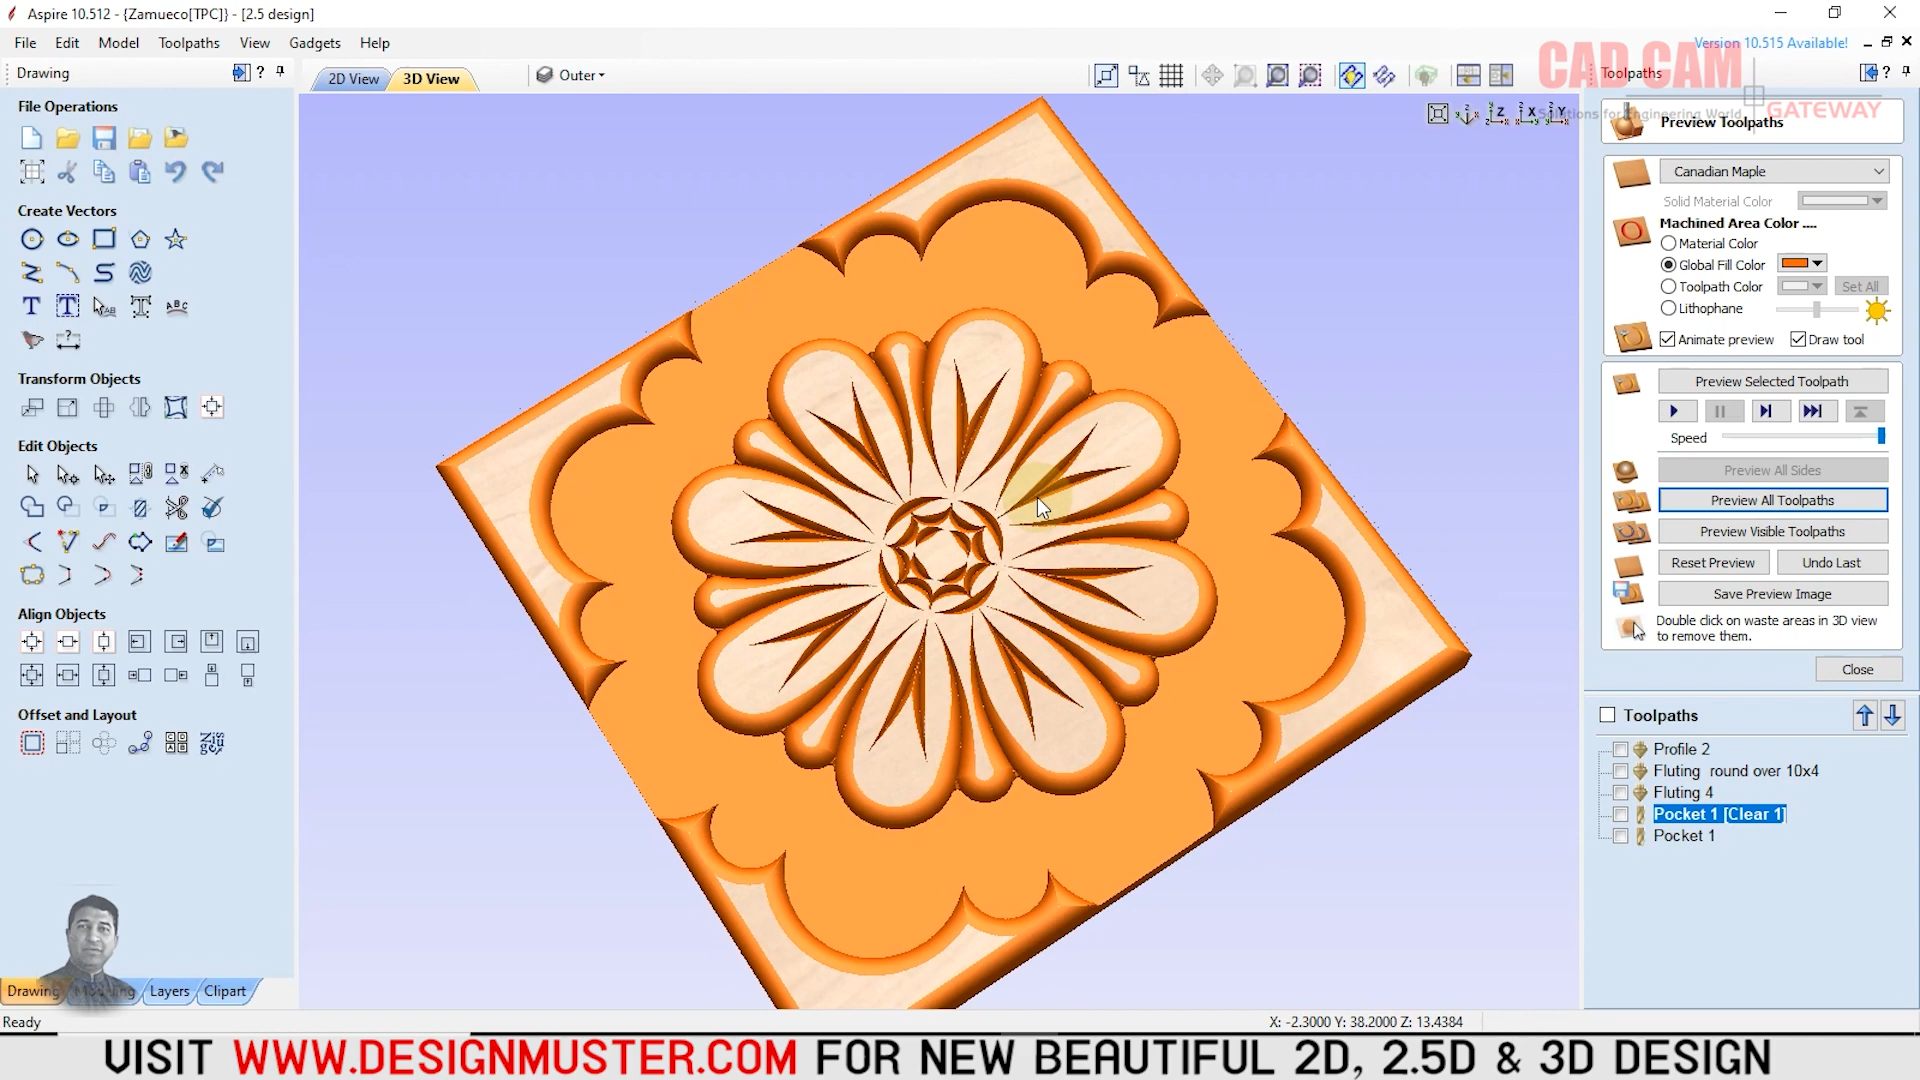 Aspire 10.512 - {Zamueco[TPC]} - [2.5 design]
File Edit Model Toolpaths View Gadgets Help
Version 10.515 Available!
CAD CAM
Solutions for Engineering World
GATEWAY
Drawing
2D View
3D View
Outer
Toolpaths
File Operations
Create Vectors
Transform Objects
Edit Objects
Align Objects
Offset and Layout
Drawing
Modeling
Layers
Clipart
Preview Toolpaths
Canadian Maple
Solid Material Color
Machined Area Color ....
Material Color
Global Fill Color
Toolpath Color
Set All
Lithophane
Animate preview
Draw tool
Preview Selected Toolpath
Speed
Preview All Sides
Preview All Toolpaths
Preview Visible Toolpaths
Reset Preview
Undo Last
Save Preview Image
Double click on waste areas in 3D view
to remove them.
Close
Toolpaths
Profile 2
Fluting round over 10x4
Fluting 4
Pocket 1 [Clear 1]
Pocket 1
Ready
X: -2.3000 Y: 38.2000 Z: 13.4384
VISIT WWW.DESIGNMUSTER.COM FOR NEW BEAUTIFUL 2D, 2.5D & 3D DESIGN